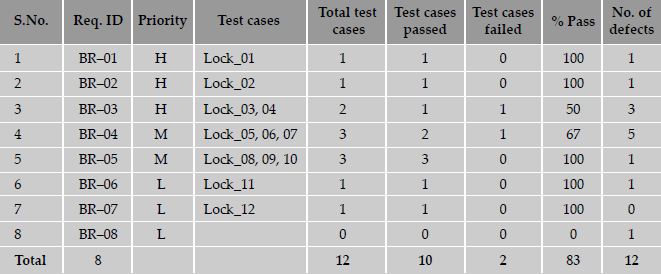 S.No. Req. ID Priority Test cases Total test cases Test cases passed Test cases failed % Pass No. of defects
1 BR–01 H Lock_01 1 1 0 100 1
2 BR–02 H Lock_02 1 1 0 100 1
3 BR–03 H Lock_03, 04 2 1 1 50 3
4 BR–04 M Lock_05, 06, 07 3 2 1 67 5
5 BR–05 M Lock_08, 09, 10 3 3 0 100 1
6 BR–06 L Lock_11 1 1 0 100 1
7 BR–07 L Lock_12 1 1 0 100 0
8 BR–08 L 0 0 0 0 1
Total 8 12 10 2 83 12